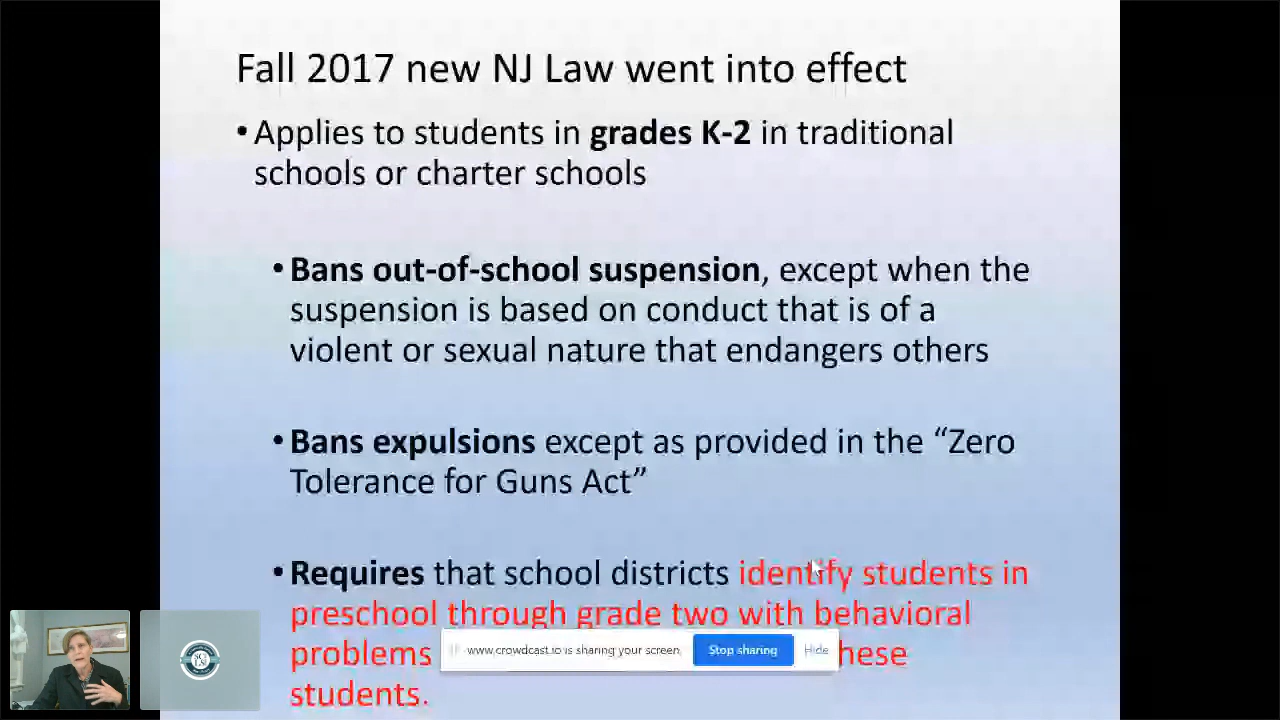 Fall 2017 new NJ Law went into effect
• Applies to students in grades K-2 in traditional
schools or charter schools
• Bans out-of-school suspension, except when the
suspension is based on conduct that is of a
violent or sexual nature that endangers others
• Bans expulsions except as provided in the “Zero
Tolerance for Guns Act”
• Requires that school districts identify students in
preschool through grade two with behavioral
problems hese
students.
www.crowdcast.io is sharing your screen. Stop sharing Hide